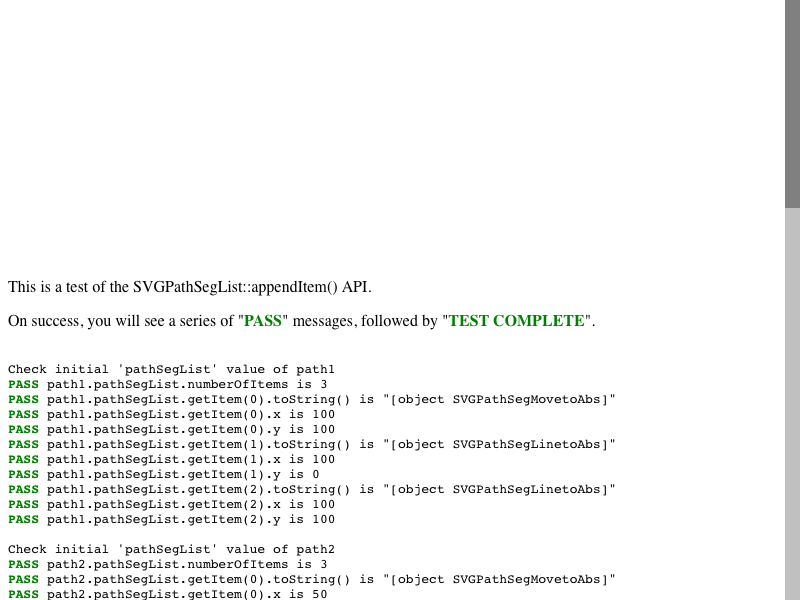 This is a test of the SVGPathSegList::appendItem() API.
On success, you will see a series of "PASS" messages, followed by "TEST COMPLETE".
Check initial 'pathSegList' value of path1
PASS path1.pathSegList.numberOfItems is 3
PASS path1.pathSegList.getItem(0).toString() is "[object SVGPathSegMovetoAbs]"
PASS path1.pathSegList.getItem(0).x is 100
PASS path1.pathSegList.getItem(0).y is 100
PASS path1.pathSegList.getItem(1).toString() is "[object SVGPathSegLinetoAbs]"
PASS path1.pathSegList.getItem(1).x is 100
PASS path1.pathSegList.getItem(1).y is 0
PASS path1.pathSegList.getItem(2).toString() is "[object SVGPathSegLinetoAbs]"
PASS path1.pathSegList.getItem(2).x is 100
PASS path1.pathSegList.getItem(2).y is 100
Check initial 'pathSegList' value of path2
PASS path2.pathSegList.numberOfItems is 3
PASS path2.pathSegList.getItem(0).toString() is "[object SVGPathSegMovetoAbs]"
PASS path2.pathSegList.getItem(0).x is 50